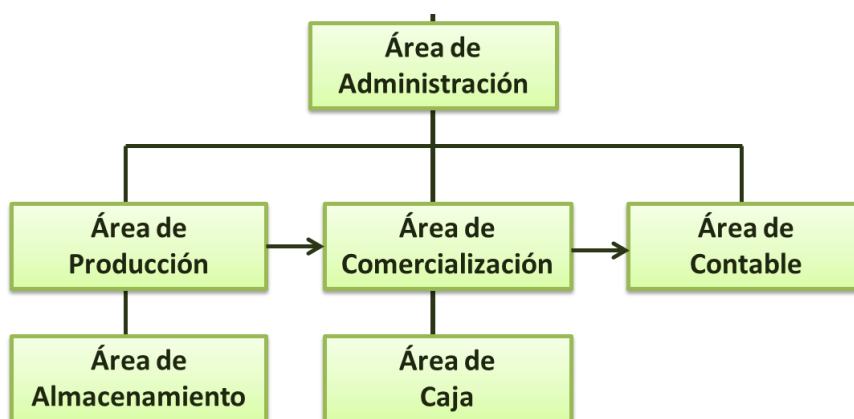 Área de
Administración
Área de
Producción
Área de
Comercialización
Área de
Contable
Área de
Almacenamiento
Área de
Caja